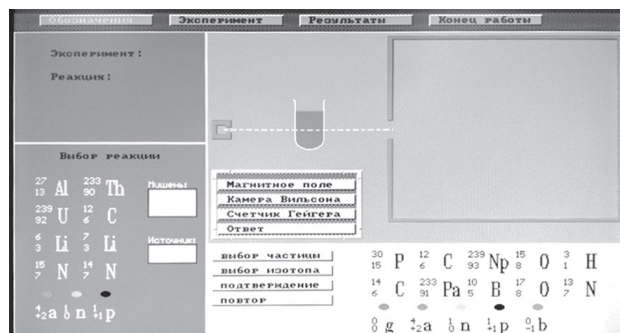 Обозначения Эксперимент Результаты Конец работы
Эксперимент:
Реакция:
Выбор реакции
27 13 Al 233 90 Th
Мишень:
239 92 U 12 6 C
6 3 Li 7 3 Li
Источник:
15 7 N 14 7 N
4 +2 a 1 0 n 1 +1 p
Магнитное поле
Камера Вильсона
Счетчик Гейгера
Ответ
выбор частицы
выбор изотопа
подтверждение
повтор
30 15 P 12 6 C 239 93 Np 15 8 O 3 1 H
14 6 C 233 91 Pa 10 5 B 17 8 O 13 7 N
0 0 g 4 +2 a 1 0 n 1 +1 p 0 -1 b